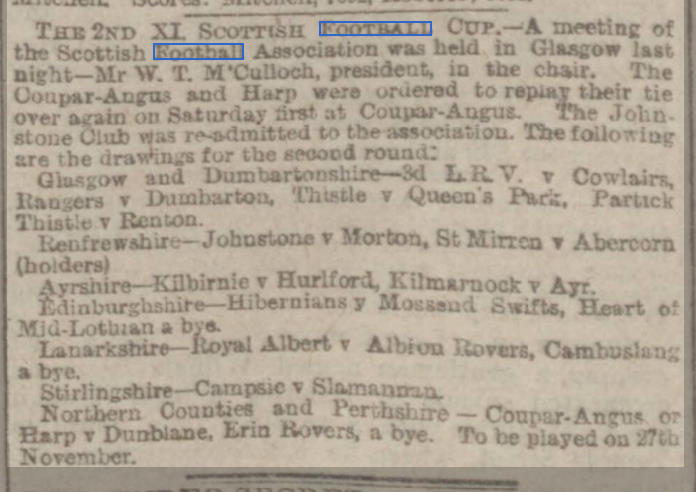 THE 2ND XI. SCOTTISH FOOTBALL CUP.—A meeting of
the Scottish Football Association was held in Glasgow last
night—Mr W. T. M'Culloch, president, in the chair. The
Coupar-Angus and Harp were ordered to replay their tie
over again on Saturday first at Coupar-Angus. The John-
stone Club was re-admitted to the association. The following
are the drawings for the second round:
Glasgow and Dumbartonshire—3d L.R.V. v Cowlairs,
Rangers v Dumbarton, Thistle v Queen's Park, Partick
Thistle v Renton.
Renfrewshire—Johnstone v Morton, St Mirren v Abercorn
(holders)
Ayrshire—Kilbirnie v Hurlford, Kilmarnock v Ayr.
Edinburghshire—Hibernians v Mossend Swifts, Heart of
Mid-Lothian a bye.
Lanarkshire—Royal Albert v Albion Rovers, Cambuslang
a bye.
Stirlingshire—Campsie v Slamannan.
Northern Counties and Perthshire — Coupar-Angus or
Harp v Dunblane, Erin Rovers, a bye. To be played on 27th
November.